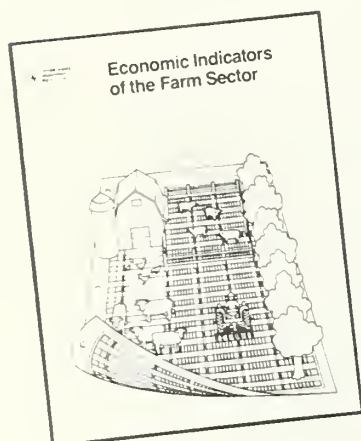 Economic Indicators
of the Farm Sector